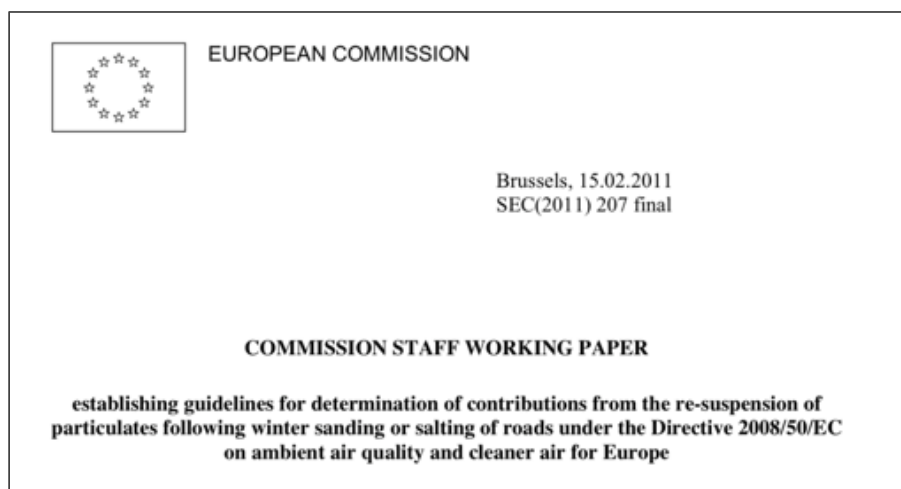 EUROPEAN COMMISSION
Brussels, 15.02.2011
SEC(2011) 207 final
COMMISSION STAFF WORKING PAPER
establishing guidelines for determination of contributions from the re-suspension of
particulates following winter sanding or salting of roads under the Directive 2008/50/EC
on ambient air quality and cleaner air for Europe